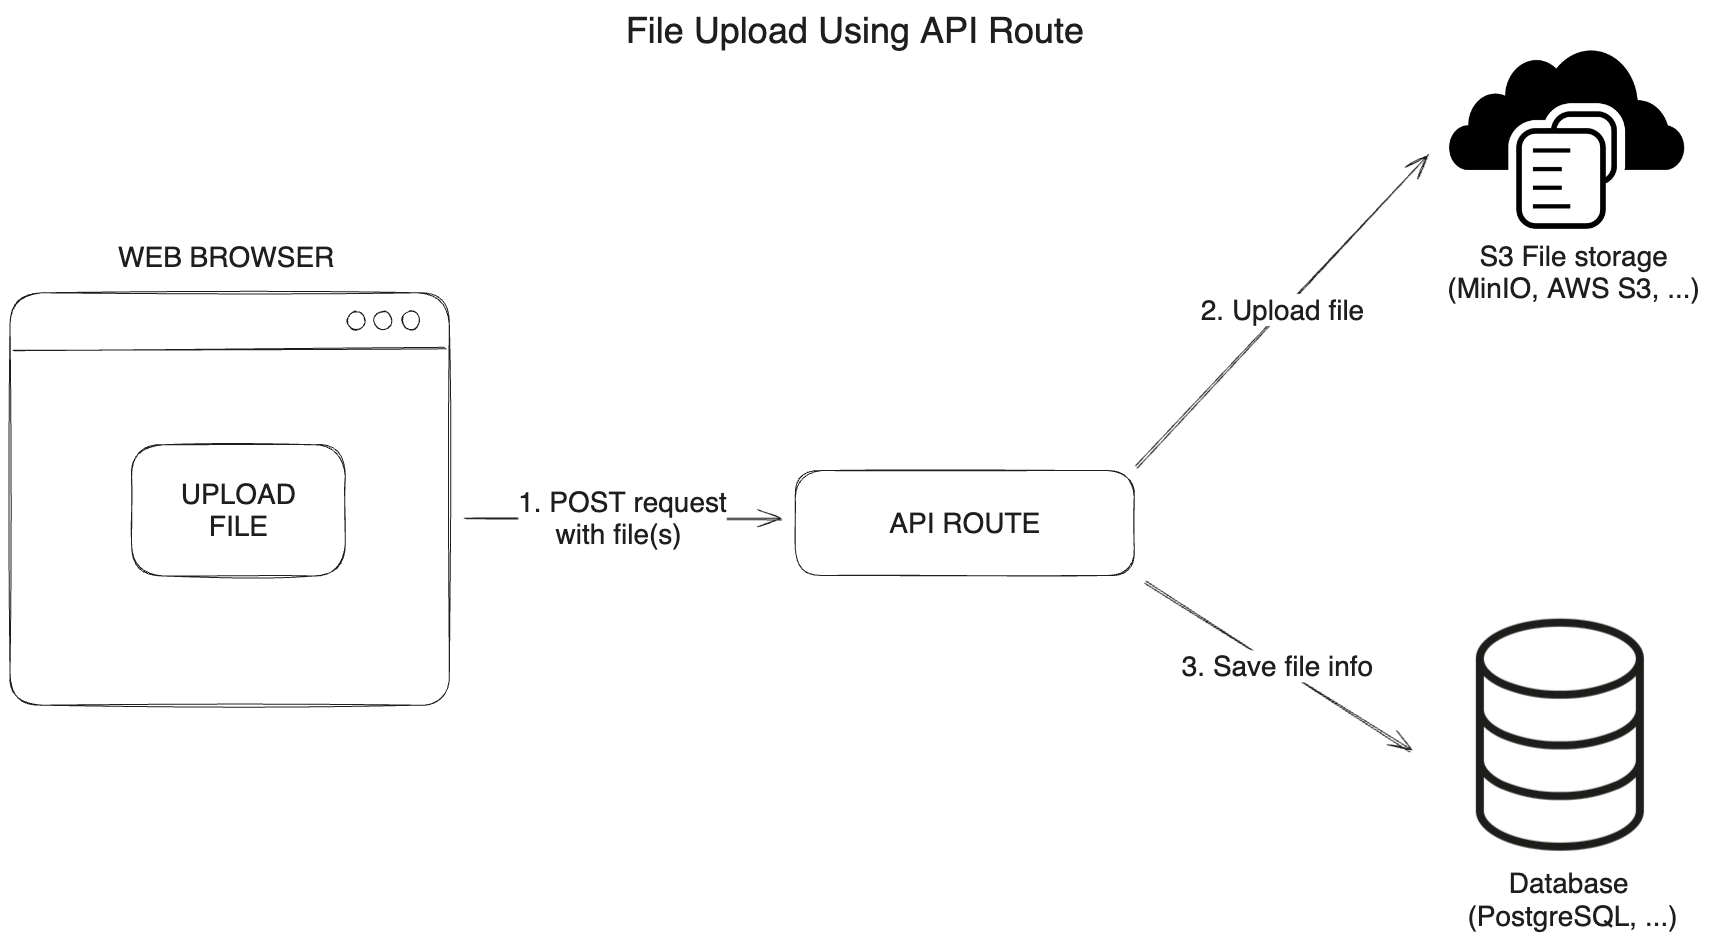 File Upload Using API Route
WEB BROWSER
UPLOAD
FILE
1. POST request
with file(s)
API ROUTE
2. Upload file
S3 File storage
(MinIO, AWS S3, ...)
3. Save file info
Database
(PostgreSQL, ...)